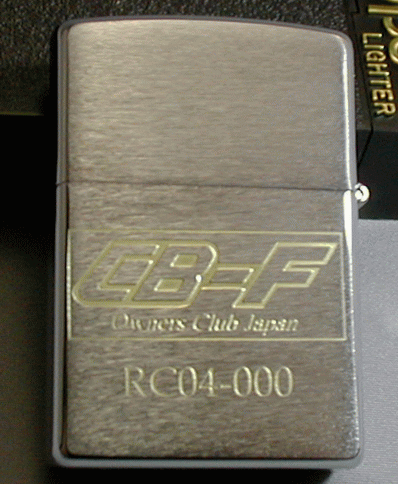 CB-F
Owners Club Japan
RC04-000
LIGHTER